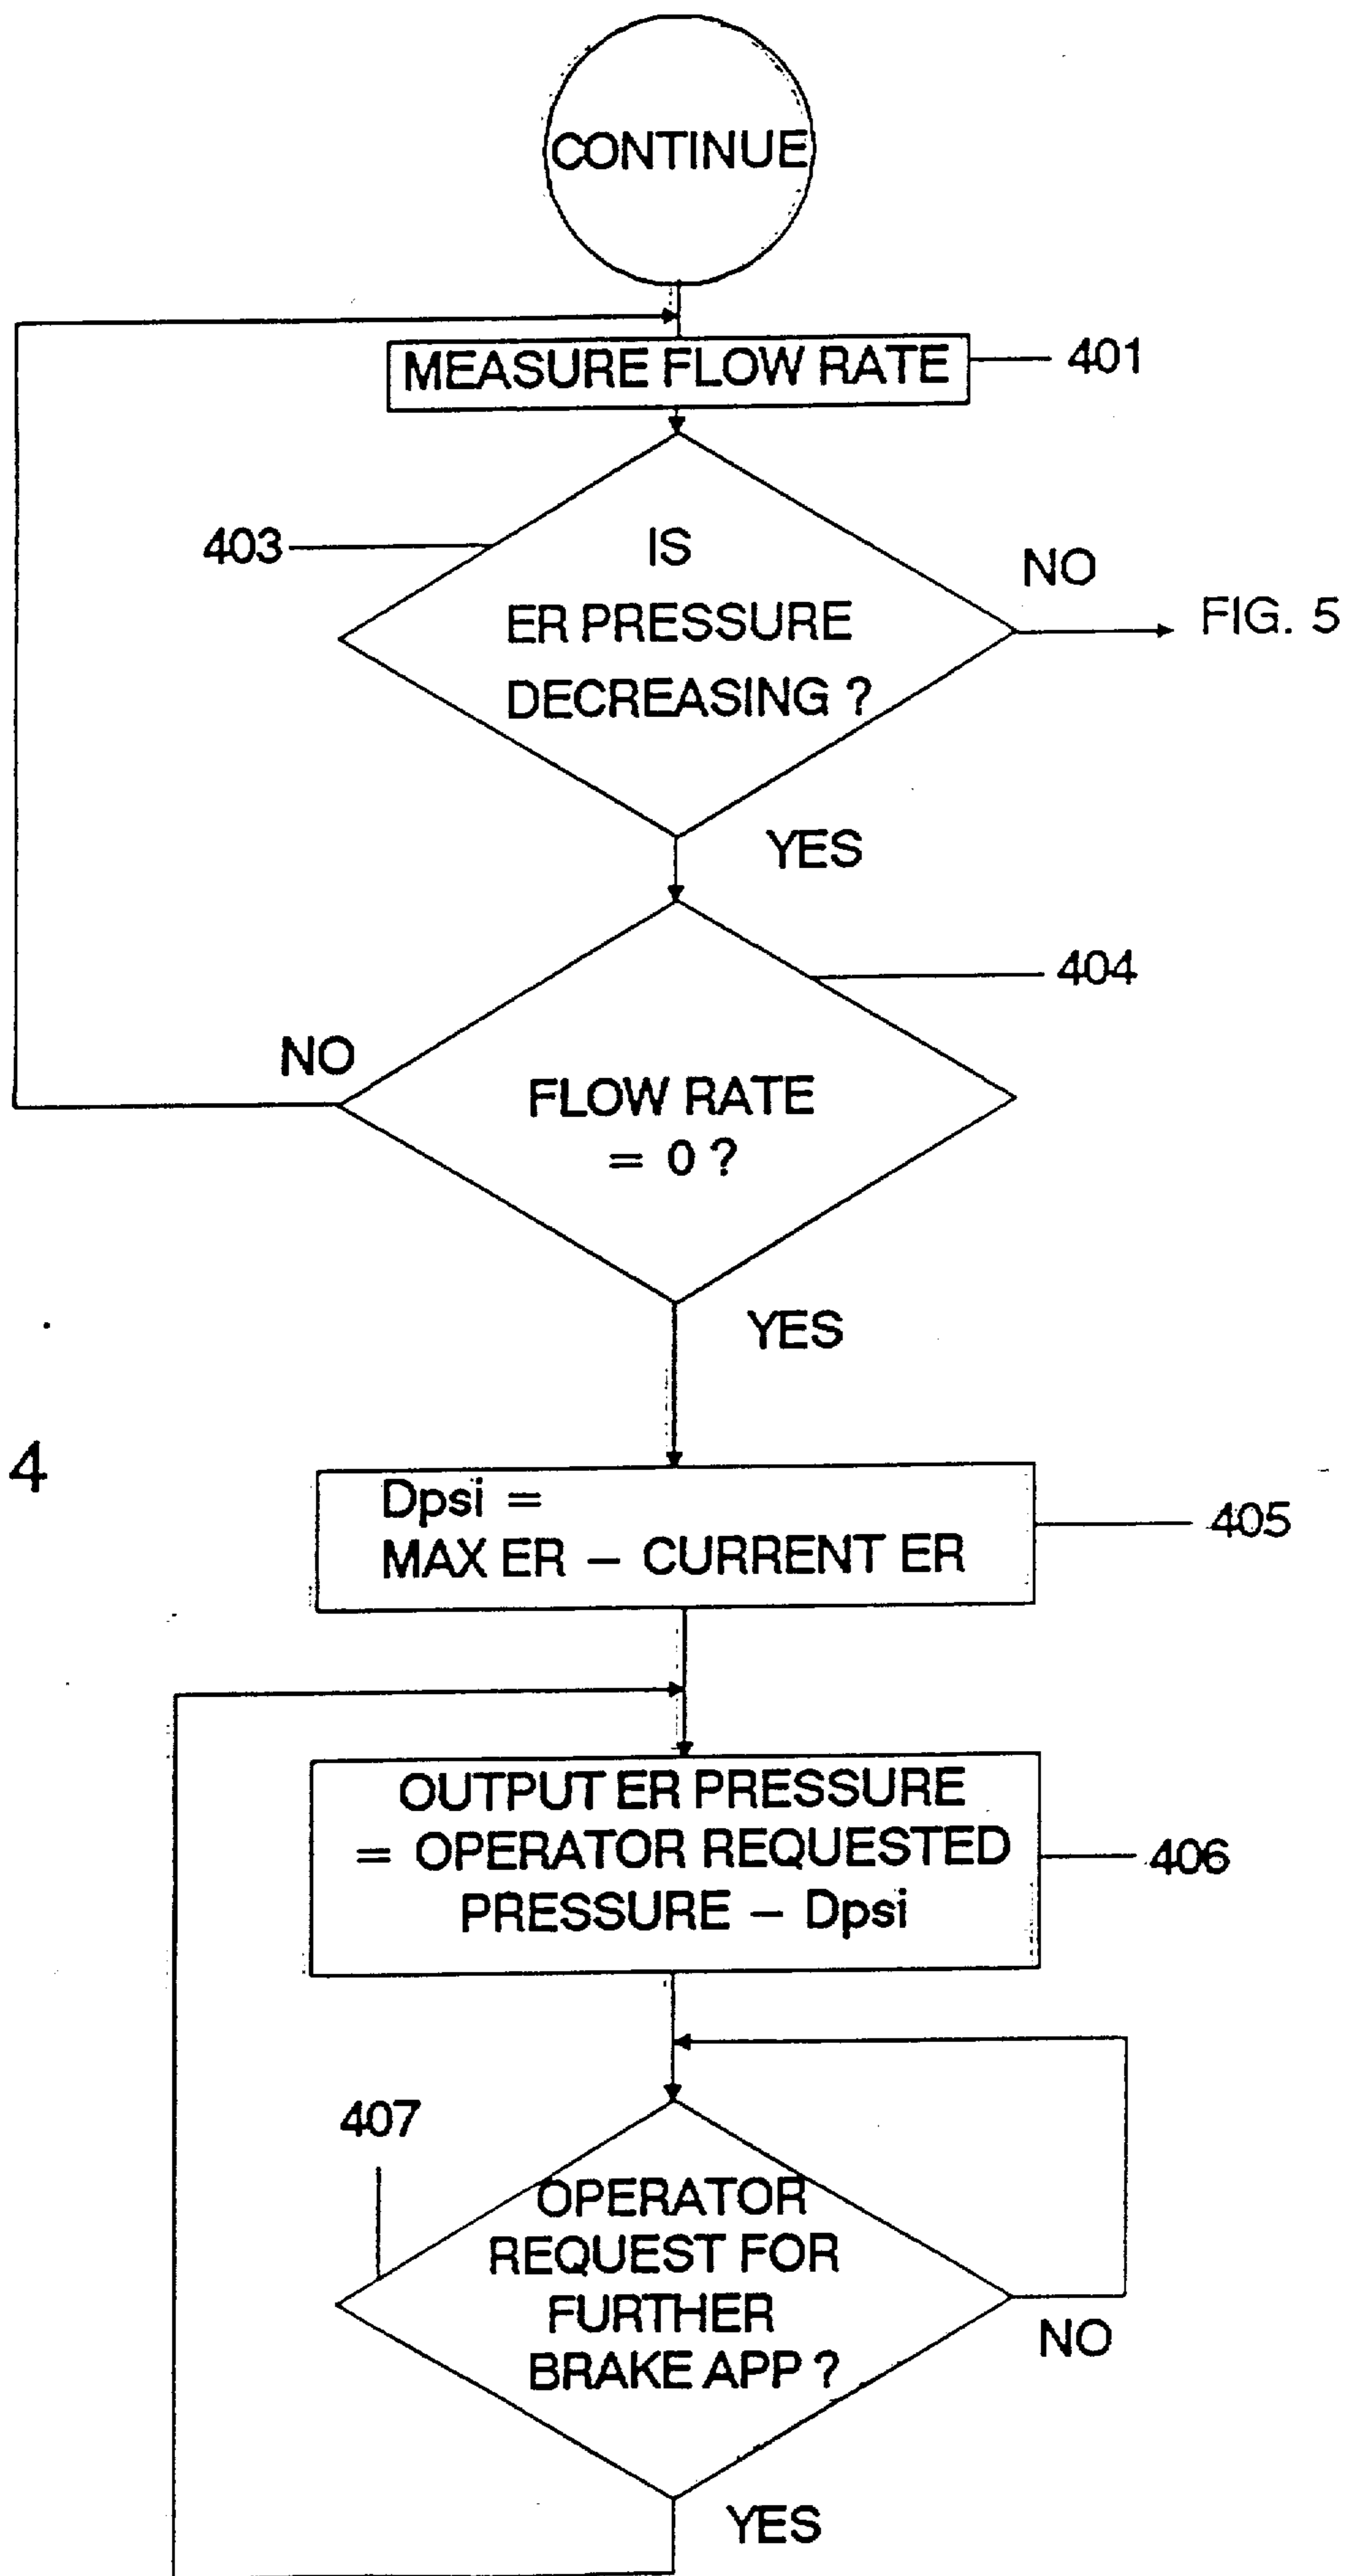 CONTINUE
MEASURE FLOW RATE
401
403
IS
ER PRESSURE
DECREASING ?
NO
FIG. 5
YES
404
NO
FLOW RATE
= 0 ?
YES
4
Dpsi =
MAX ER – CURRENT ER
405
OUTPUT ER PRESSURE
= OPERATOR REQUESTED
PRESSURE – Dpsi
406
407
OPERATOR
REQUEST FOR
FURTHER
BRAKE APP ?
NO
YES